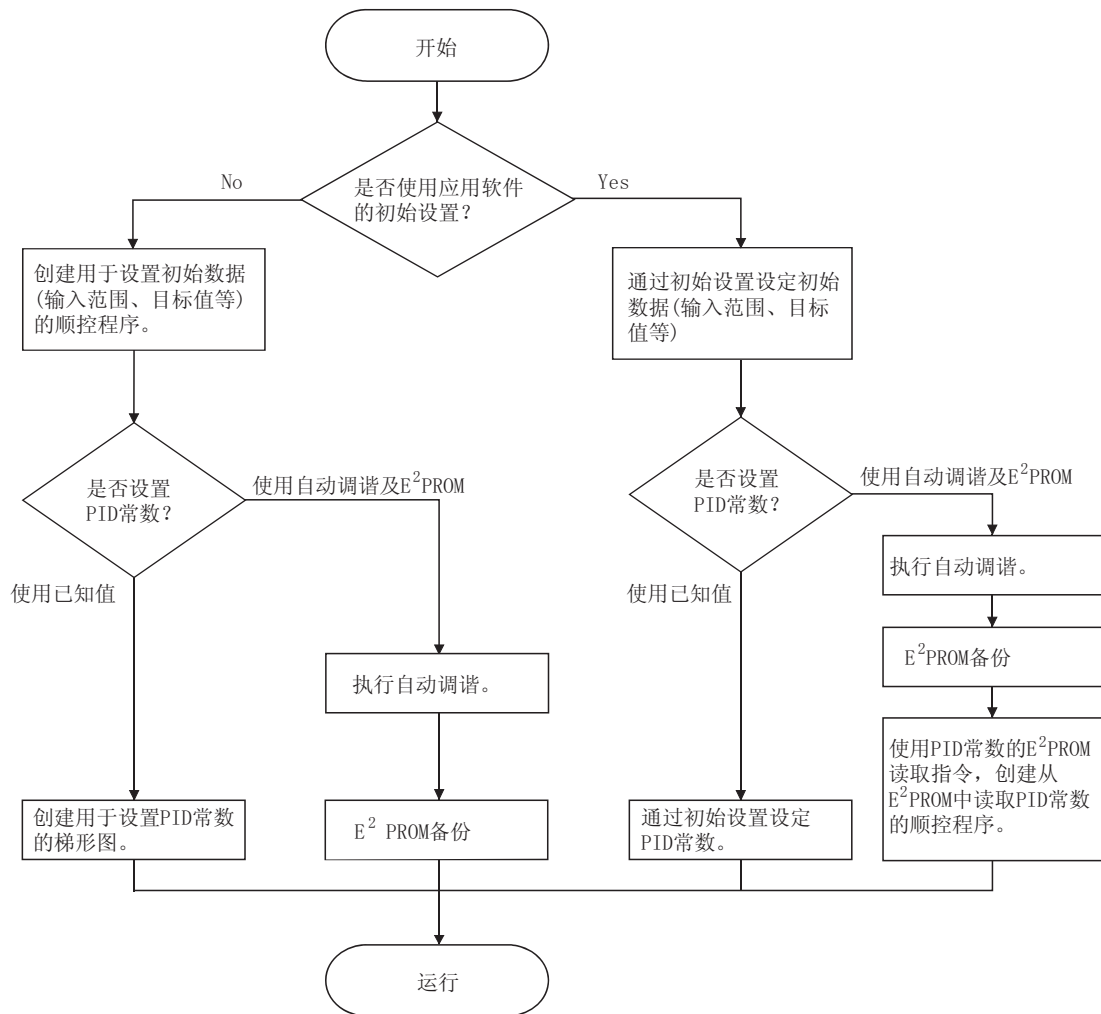 开始
No
是否使用应用软件
的初始设置？
Yes
创建用于设置初始数据
(输入范围、目标值等)
的顺控程序。
通过初始设置设定初始
数据(输入范围、目标
值等)
是否设置
PID常数？
使用自动调谐及E²PROM
使用已知值
是否设置
PID常数？
使用自动调谐及E²PROM
使用已知值
执行自动调谐。
E²PROM备份
执行自动调谐。
使用PID常数的E²PROM
读取指令，创建从
E²PROM中读取PID常数
的顺控程序。
创建用于设置PID常数
的梯形图。
E² PROM备份
通过初始设置设定
PID常数。
运行